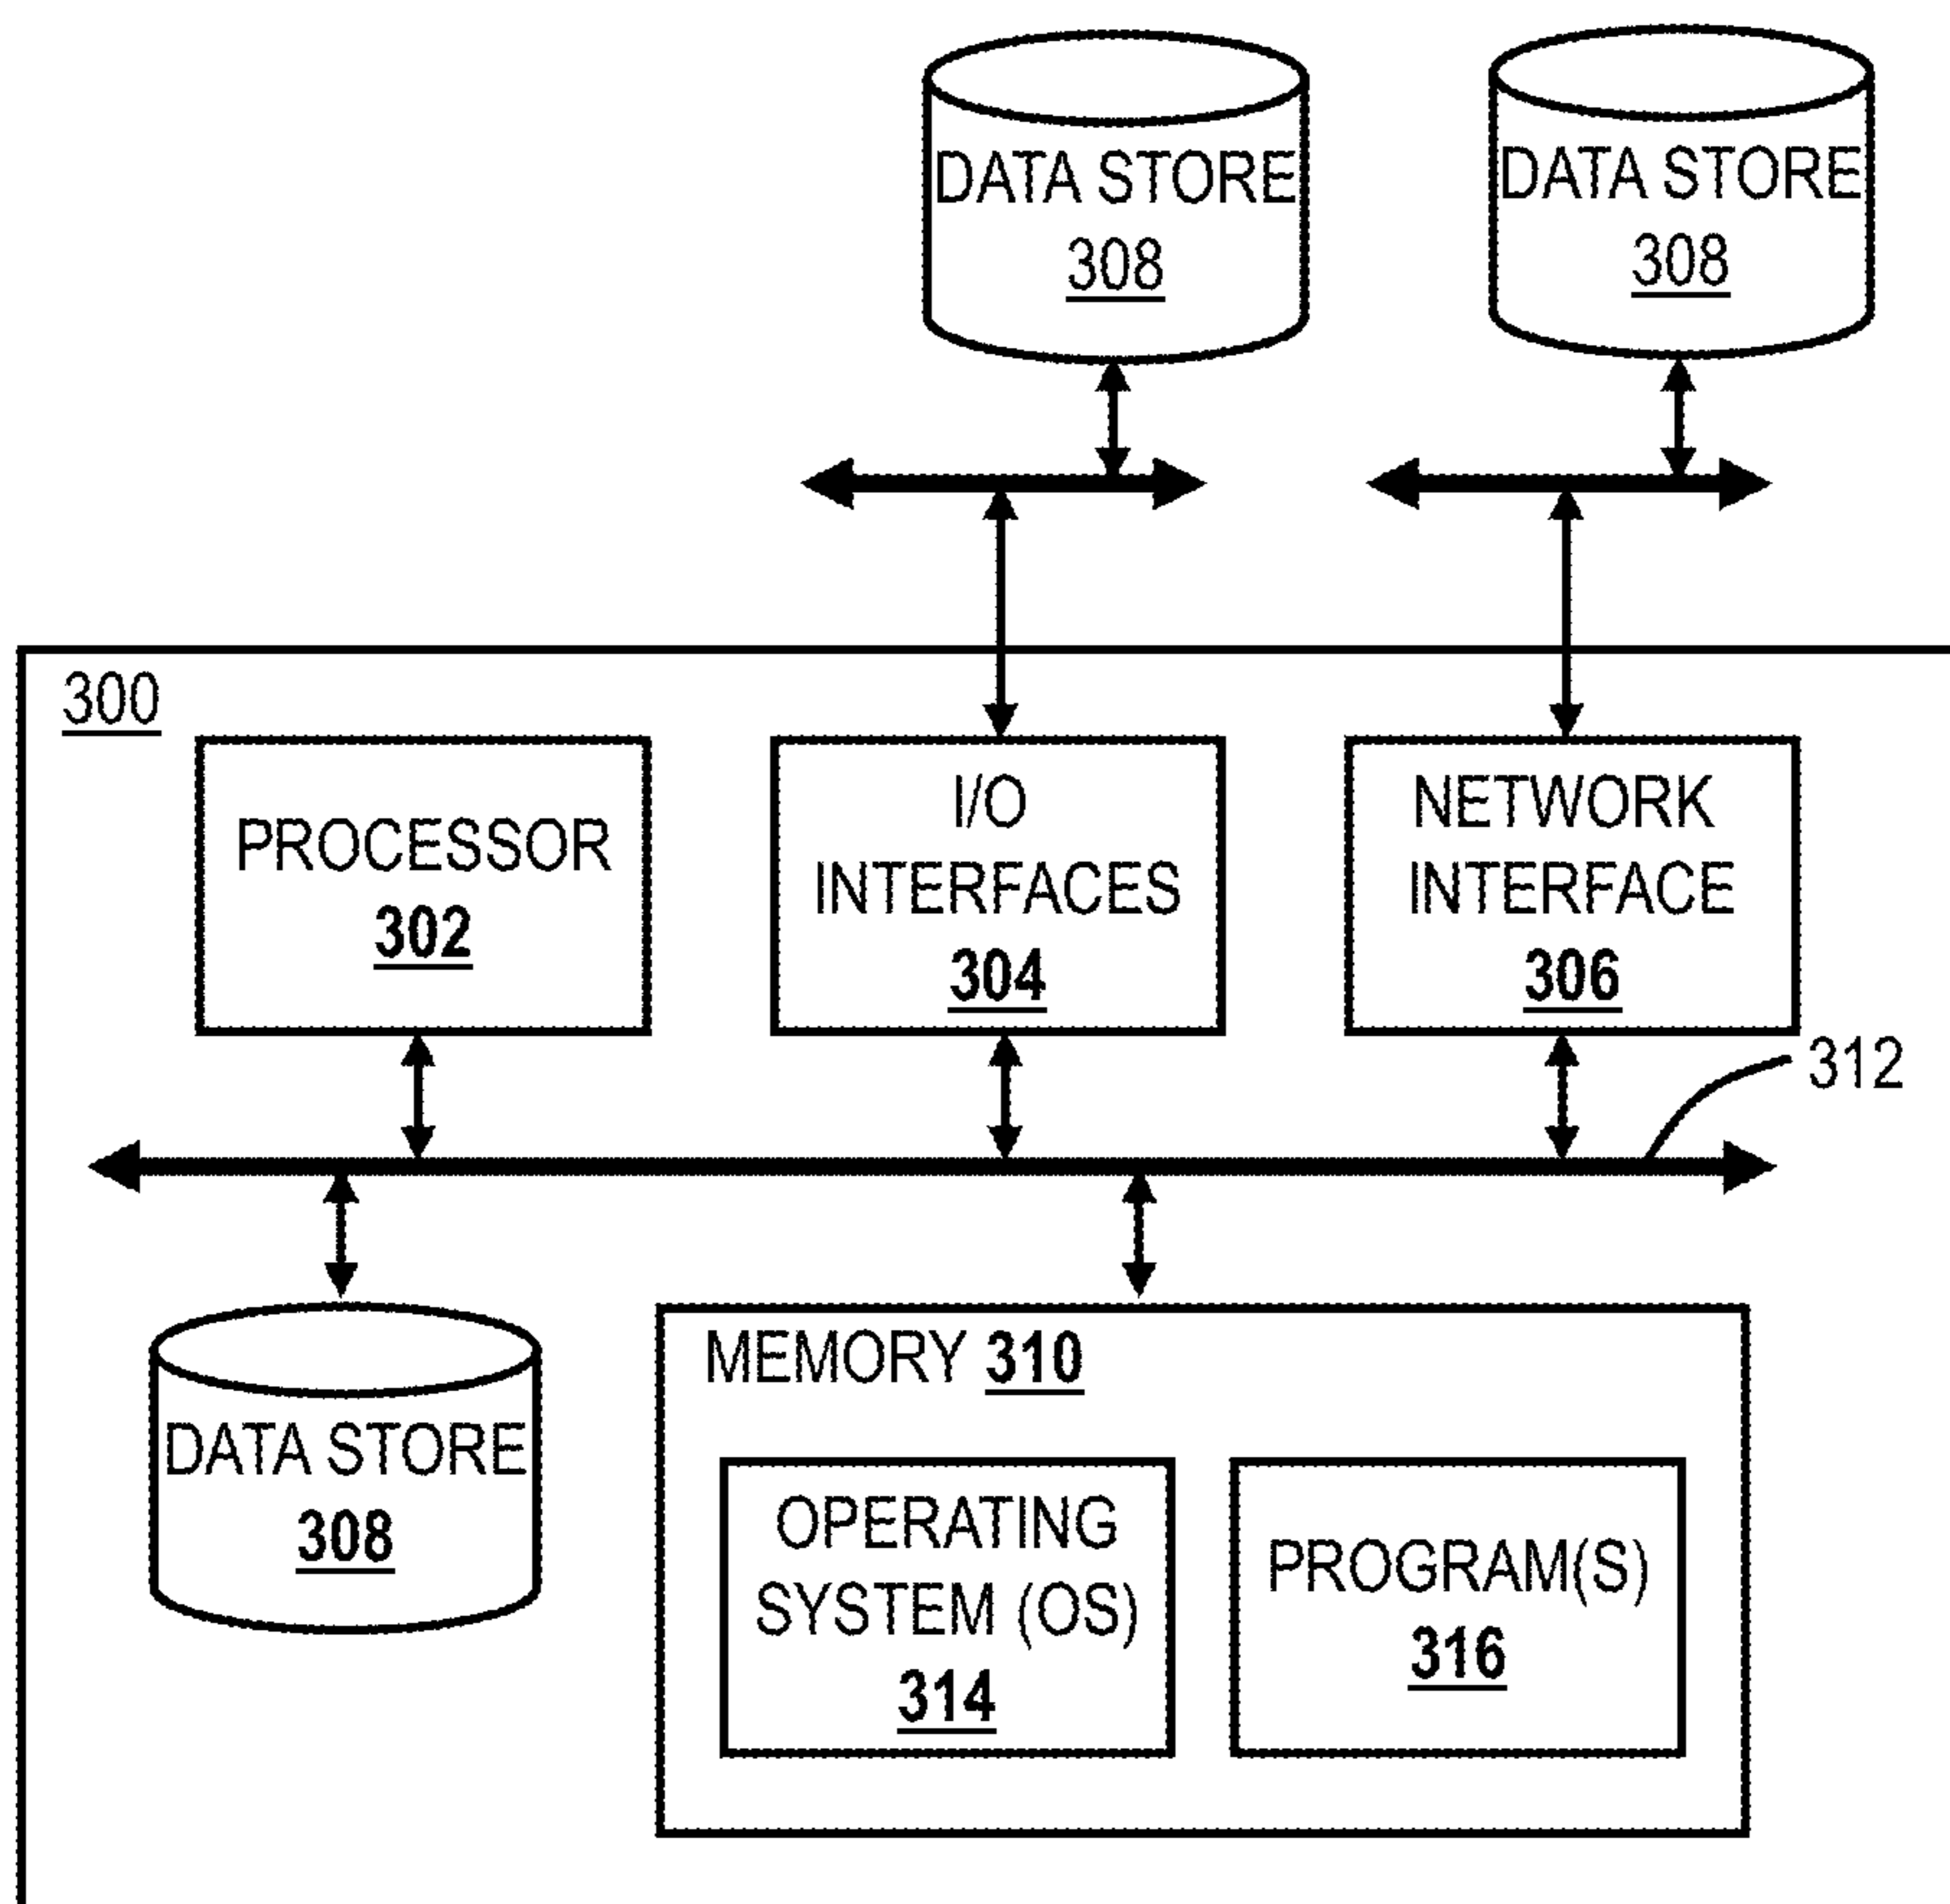 DATA STORE
308
DATA STORE
308
300
PROCESSOR
302
I/O
INTERFACES
304
NETWORK
INTERFACE
306
312
DATA STORE
308
MEMORY 310
OPERATING
SYSTEM (OS)
314
PROGRAM(S)
316